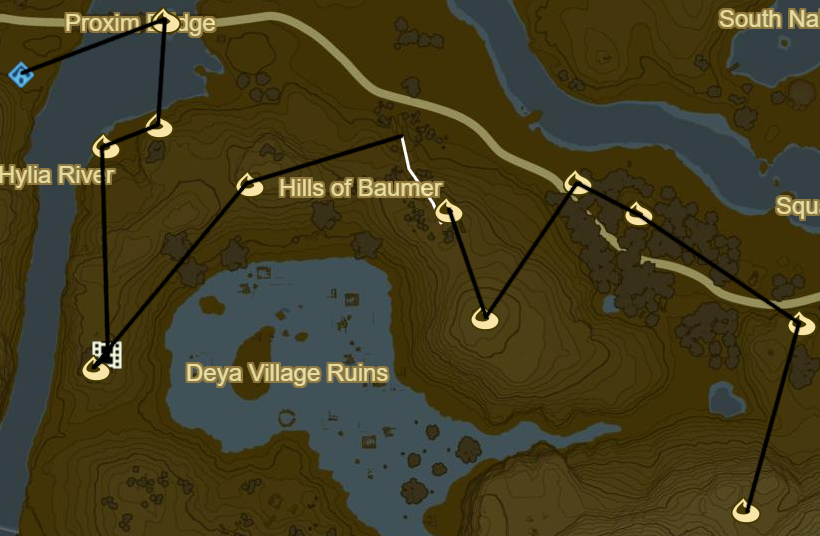 Proxim Bridge
South Na
Hylia River
Hills of Baumer
Squ
Deya Village Ruins